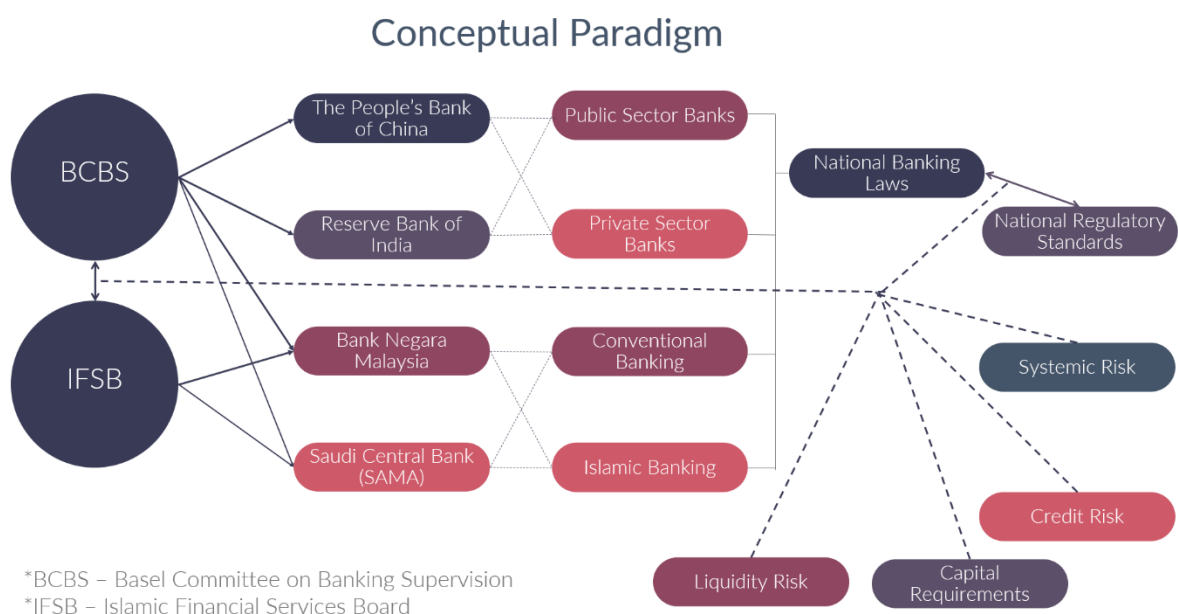 Conceptual Paradigm
BCBS
IFSB
The People's Bank
of China
Reserve Bank of
India
Bank Negara
Malaysia
Saudi Central Bank
(SAMA)
Public Sector Banks
Private Sector
Banks
Conventional
Banking
Islamic Banking
National Banking
Laws
National Regulatory
Standards
Systemic Risk
Credit Risk
Capital
Requirements
Liquidity Risk
*BCBS – Basel Committee on Banking Supervision
*IFSB – Islamic Financial Services Board